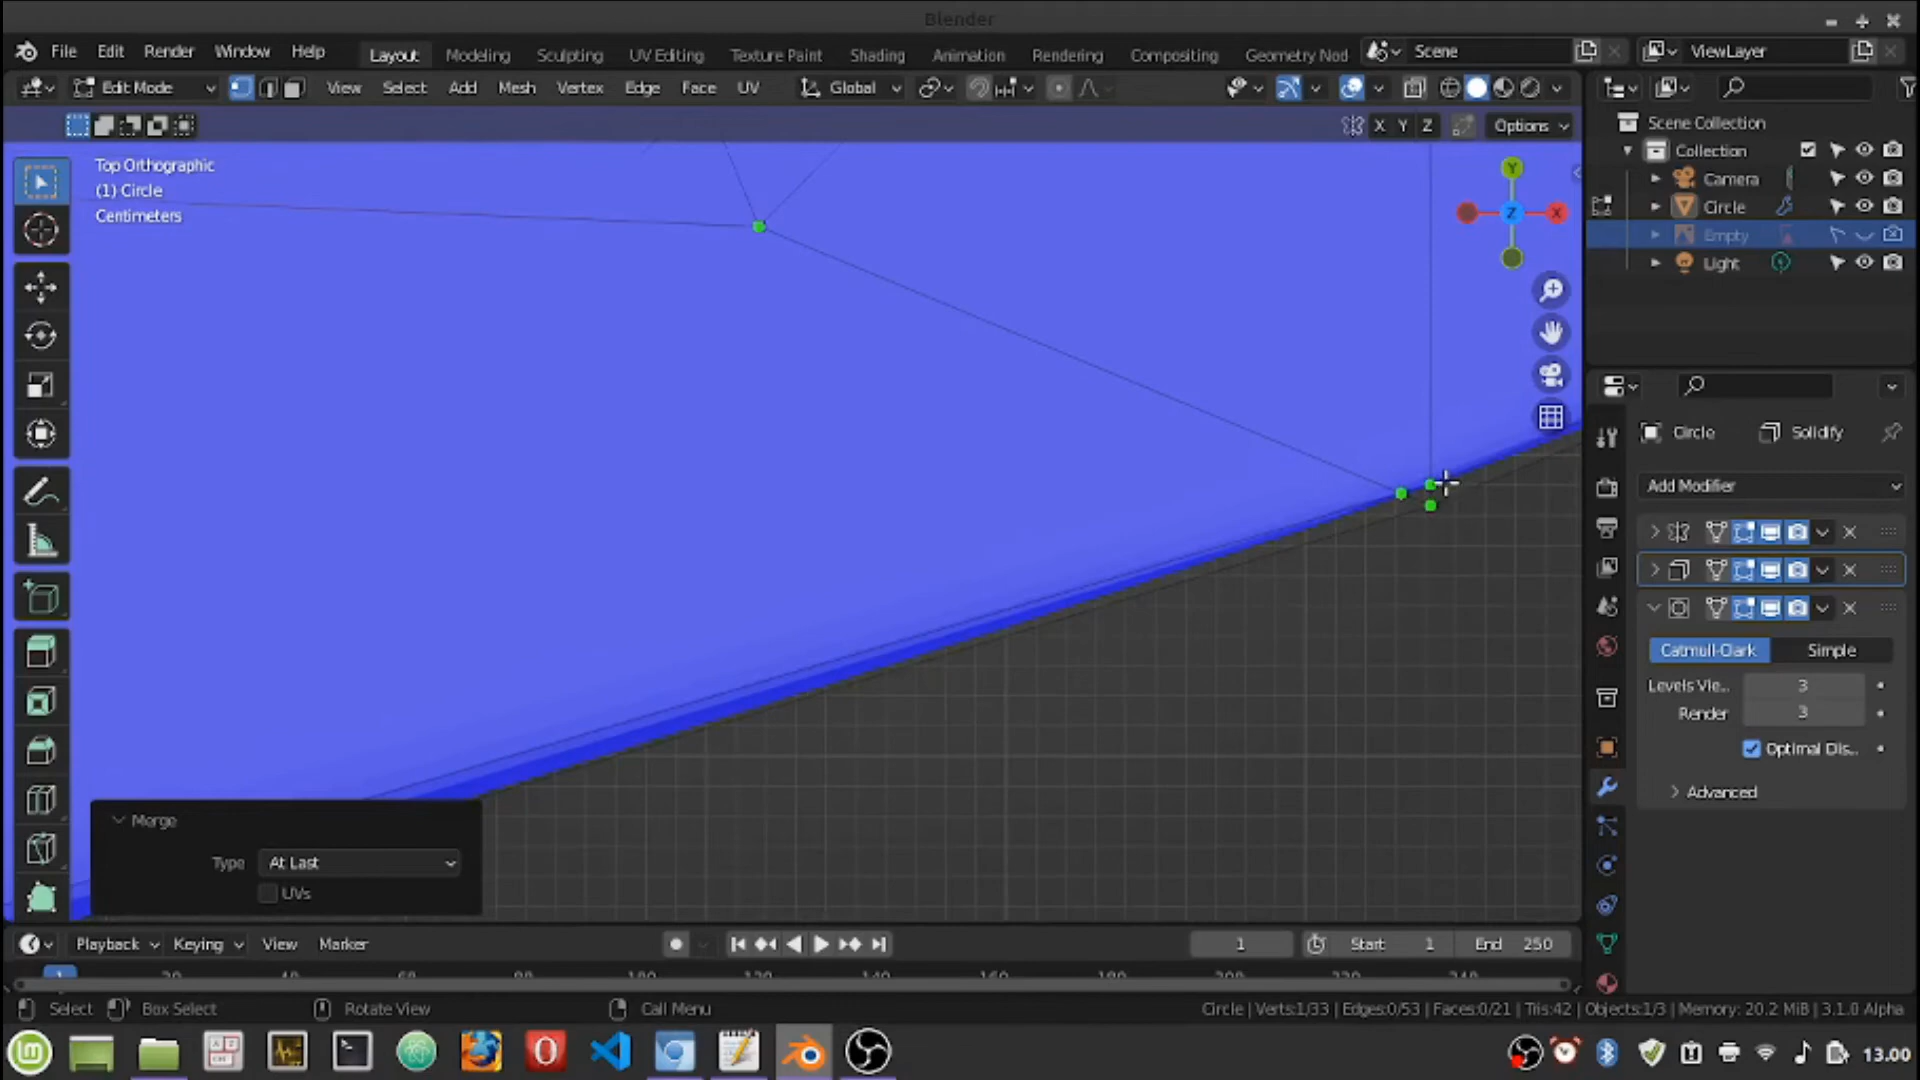 Blender
File Edit Render Window Help Layout Modeling Sculpting UV Editing Texture Paint Shading Animation Rendering Compositing Geometry Nod Scene ViewLayer
Edit Mode View Select Add Mesh Vertex Edge Face UV Global
X Y Z Options
Scene Collection
Collection
Camera
Circle
Empty
Light
Top Orthographic
(1) Circle
Centimeters
Y
Z
X
Circle Solidify
Add Modifier
Catmull-Clark Simple
Levels Vie.. 3
Render 3
Optimal Dis..
Advanced
Merge
Type At Last
UVs
Playback Keying View Marker 1 Start 1 End 250
1
Select Box Select Rotate View Call Menu Circle | Verts:1/33 | Edges:0/53 | Faces:0/21 | Tris:42 | Objects:1/3 | Memory: 20.2 MiB | 3.1.0 Alpha
13.00